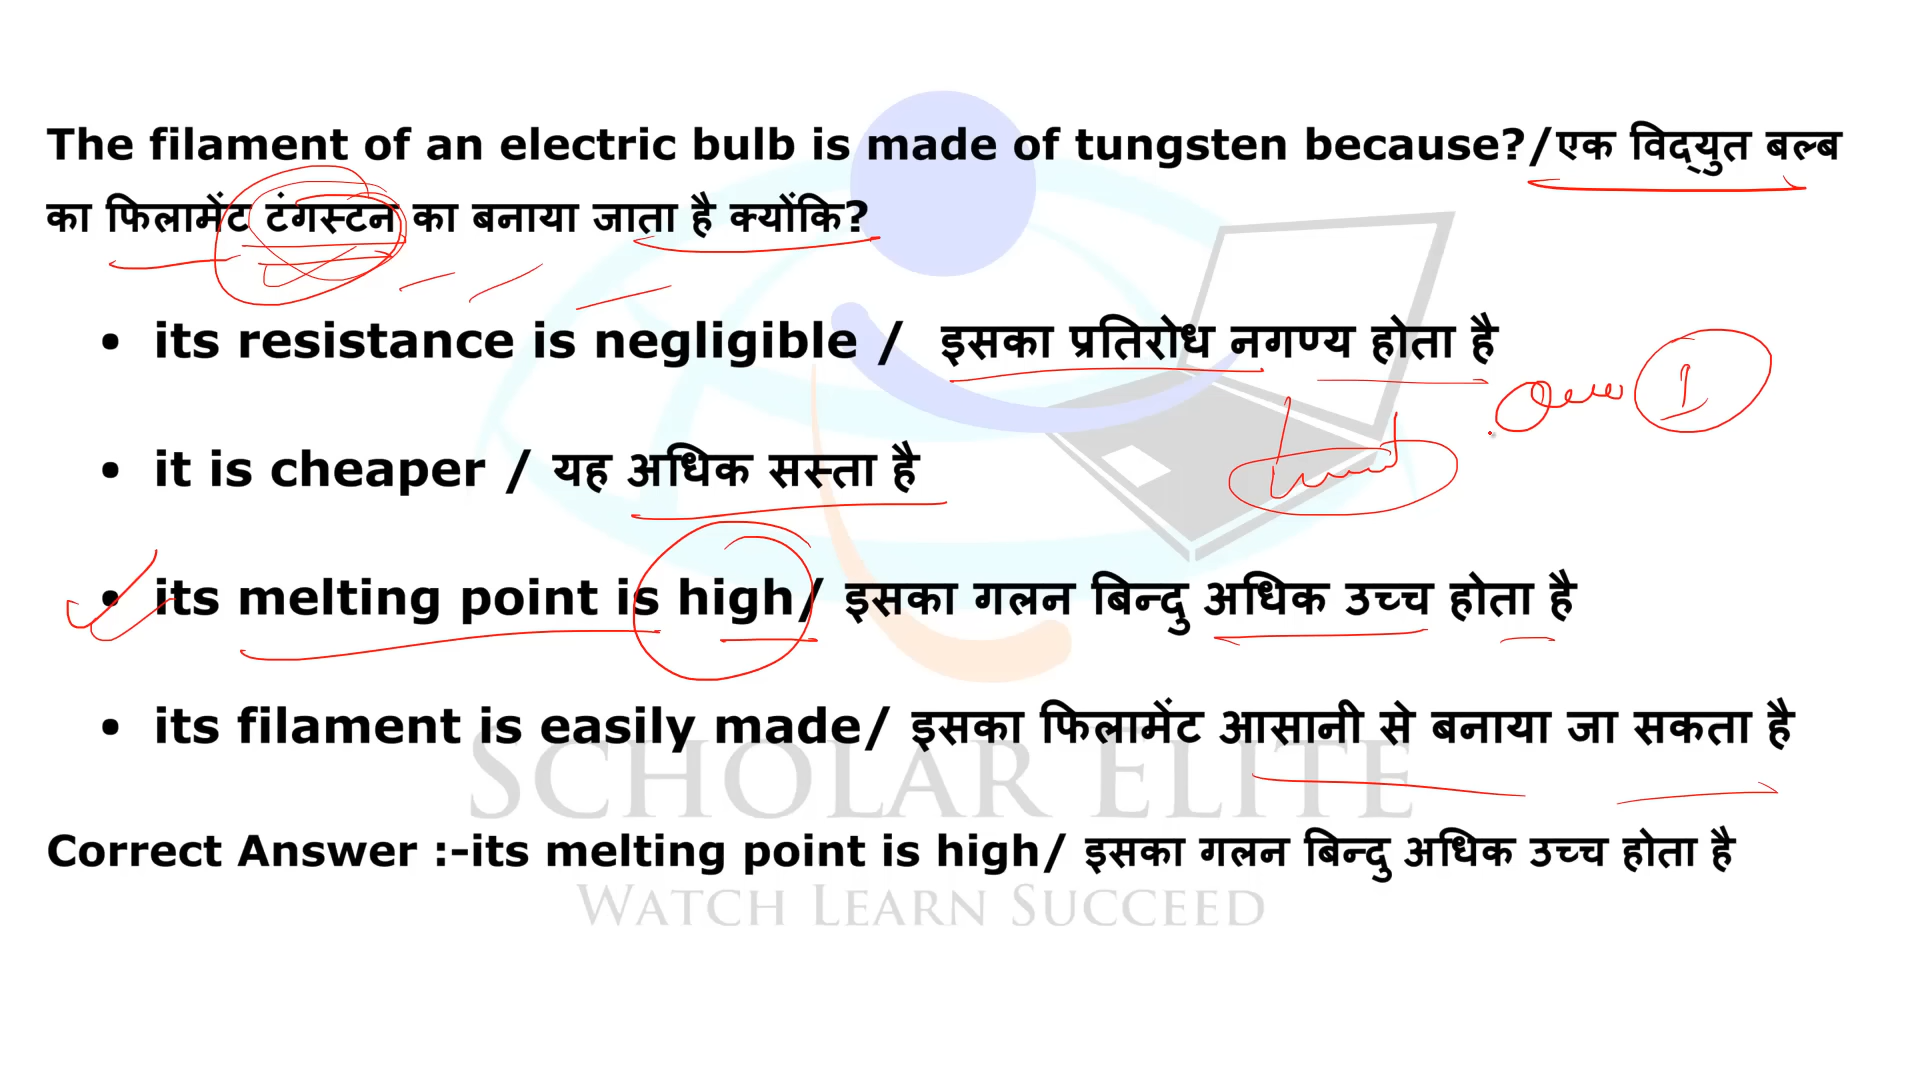 The filament of an electric bulb is made of tungsten because?/एक विद्युत बल्ब
का फिलामेंट टंगस्टन का बनाया जाता है क्योंकि?
• its resistance is negligible / इसका प्रतिरोध नगण्य होता है
1
• it is cheaper / यह अधिक सस्ता है
• its melting point is high/ इसका गलन बिन्दु अधिक उच्च होता है
• its filament is easily made/ इसका फिलामेंट आसानी से बनाया जा सकता है
SCHOLAR ELITE
Correct Answer :-its melting point is high/ इसका गलन बिन्दु अधिक उच्च होता है
WATCH LEARN SUCCEED